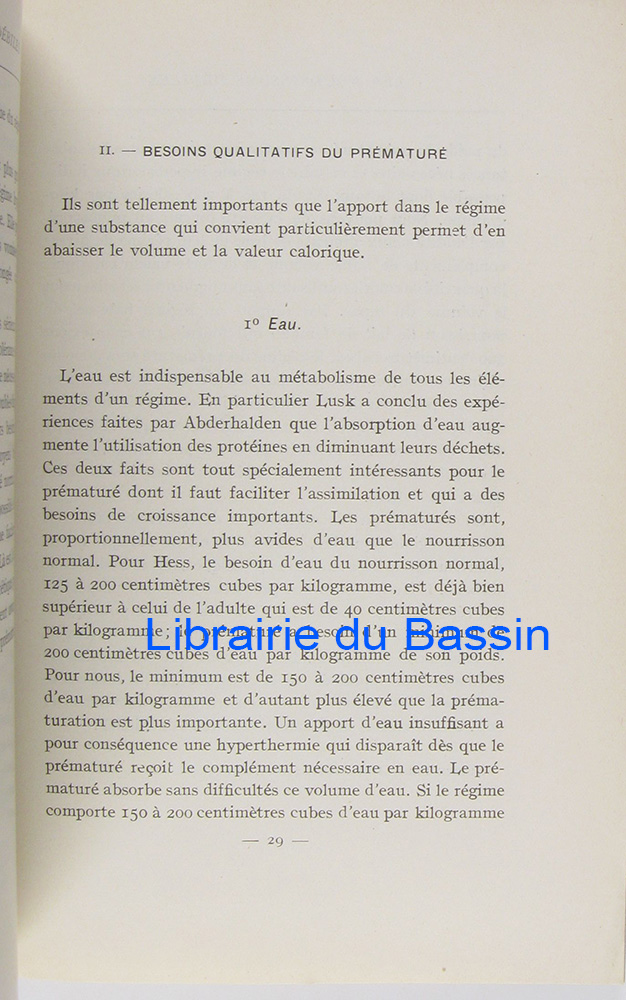 II. — BESOINS QUALITATIFS DU PRÉMATURÉ
Ils sont tellement importants que l'apport dans le régime
d'une substance qui convient particulièrement permet d'en
abaisser le volume et la valeur calorique.
1º Eau.
L'eau est indispensable au métabolisme de tous les élé-
ments d'un régime. En particulier Lusk a conclu des expé-
riences faites par Abderhalden que l'absorption d'eau aug-
mente l'utilisation des protéines en diminuant leurs déchets.
Ces deux faits sont tout spécialement intéressants pour le
prématuré dont il faut faciliter l'assimilation et qui a des
besoins de croissance importants. Les prématurés sont,
proportionnellement, plus avides d'eau que le nourrisson
normal. Pour Hess, le besoin d'eau du nourrisson normal,
125 à 200 centimètres cubes par kilogramme, est déjà bien
supérieur à celui de l'adulte qui est de 40 centimètres cubes
par kilogramme ; le prématuré a besoin d'un minimum de
Librairie du Bassin
200 centimètres cubes d'eau par kilogramme de son poids.
Pour nous, le minimum est de 150 à 200 centimètres cubes
d'eau par kilogramme et d'autant plus élevé que la préma-
turation est plus importante. Un apport d'eau insuffisant a
pour conséquence une hyperthermie qui disparaît dès que le
prématuré reçoit le complément nécessaire en eau. Le pré-
maturé absorbe sans difficultés ce volume d'eau. Si le régime
comporte 150 à 200 centimètres cubes d'eau par kilogramme
— 29 —